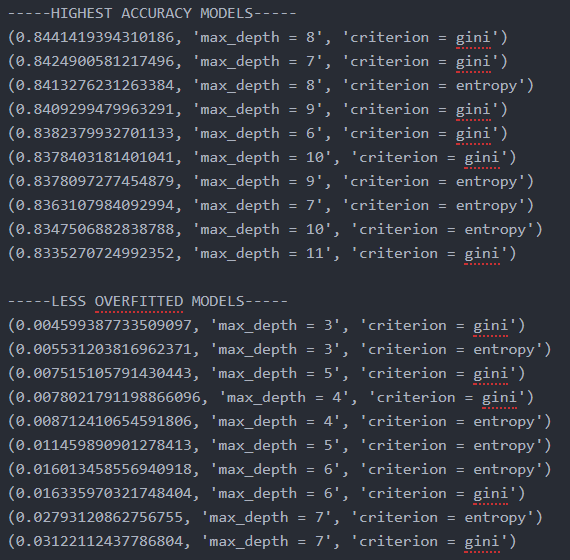 -----HIGHEST ACCURACY MODELS-----
(0.8441419394310186, 'max_depth = 8', 'criterion = gini')
(0.8424900581217496, 'max_depth = 7', 'criterion = gini')
(0.8413276231263384, 'max_depth = 8', 'criterion = entropy')
(0.8409299479963291, 'max_depth = 9', 'criterion = gini')
(0.8382379932701133, 'max_depth = 6', 'criterion = gini')
(0.8378403181401041, 'max_depth = 10', 'criterion = gini')
(0.8378097277454879, 'max_depth = 9', 'criterion = entropy')
(0.8363107984092994, 'max_depth = 7', 'criterion = entropy')
(0.8347506882838788, 'max_depth = 10', 'criterion = entropy')
(0.8335270724992352, 'max_depth = 11', 'criterion = gini')
-----LESS OVERFITTED MODELS-----
(0.004599387733509097, 'max_depth = 3', 'criterion = gini')
(0.005531203816962371, 'max_depth = 3', 'criterion = entropy')
(0.007515105791430443, 'max_depth = 5', 'criterion = gini')
(0.0078021791198866096, 'max_depth = 4', 'criterion = gini')
(0.008712410654591806, 'max_depth = 4', 'criterion = entropy')
(0.011459890901278413, 'max_depth = 5', 'criterion = entropy')
(0.016013458556940918, 'max_depth = 6', 'criterion = entropy')
(0.016335970321748404, 'max_depth = 6', 'criterion = gini')
(0.02793120862756755, 'max_depth = 7', 'criterion = entropy')
(0.03122112437786804, 'max_depth = 7', 'criterion = gini')